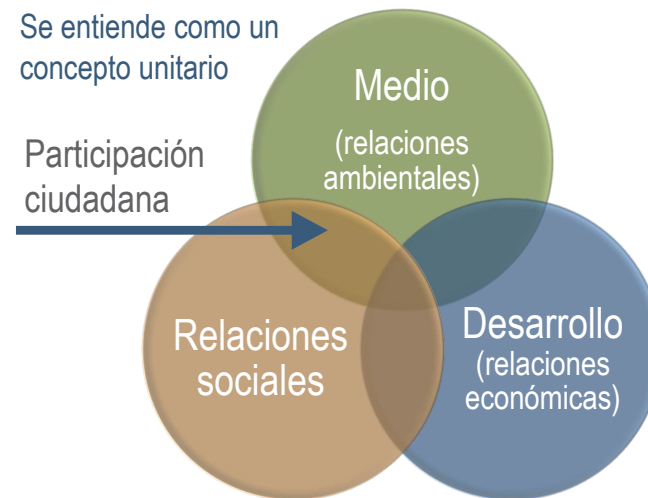 Se entiende como un
concepto unitario
Participación
ciudadana
Medio
(relaciones
ambientales)
Relaciones
sociales
Desarrollo
(relaciones
económicas)